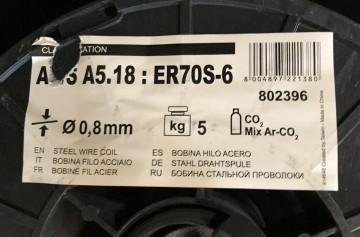 A5.18 : ER70S-6
8004897221380
802396
Ø 0,8mm
kg 5
CO₂
Mix Ar-CO₂
EN STEEL WIRE COIL
IT BOBINA FILO ACCIAIO
FR BOBINE FIL ACIER
ES BOBINA HILO ACERO
DE STAHL DRAHTSPULE
RU БОБИНА СТАЛЬНОЙ ПРОВОЛОКИ
Made in China